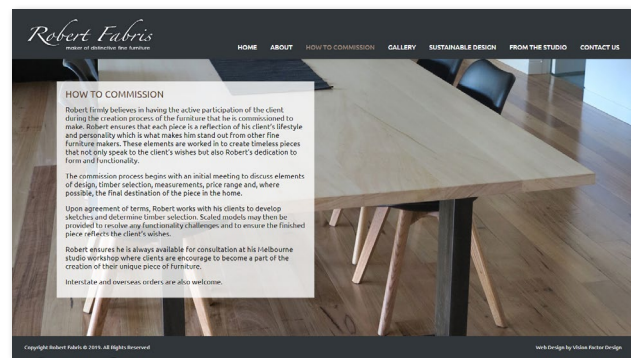 Robert Fabris
maker of distinctive fine furniture
HOME ABOUT HOW TO COMMISSION GALLERY SUSTAINABLE DESIGN FROM THE STUDIO CONTACT US
HOW TO COMMISSION
Robert firmly believes in having the active participation of the client
during the creation process of the furniture that he is commissioned to
make. Robert ensures that each piece is a reflection of his client's lifestyle
and personality which is what makes him stand out from other fine
furniture makers. These elements are worked in to create timeless pieces
that not only speak to the client's wishes but also Robert's dedication to
form and functionality.
The commission process begins with an initial meeting to discuss elements
of design, timber selection, measurements, price range and, where
possible, the final destination of the piece in the home.
Upon agreement of terms, Robert works with his clients to develop
sketches and determine timber selection. Scaled models may then be
provided to resolve any functionality challenges and to ensure the finished
piece reflects the client's wishes.
Robert ensures he is always available for consultation at his Melbourne
studio workshop where clients are encourage to become a part of the
creation of their unique piece of furniture.
Interstate and overseas orders are also welcome.
Copyright Robert Fabris © 2019. All Rights Reserved
Web Design by Vision Factor Design